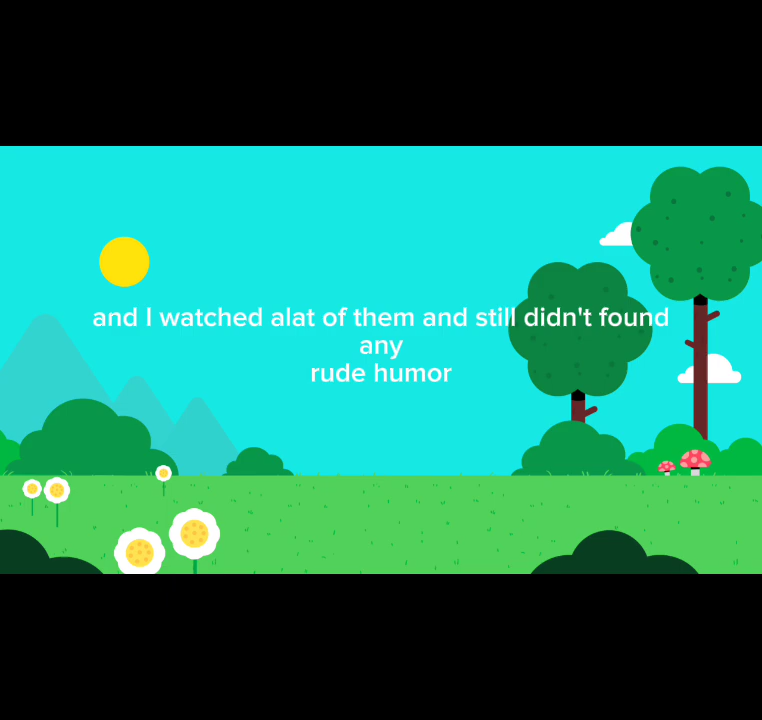 and I watched alat of them and still didn't found
any
rude humor